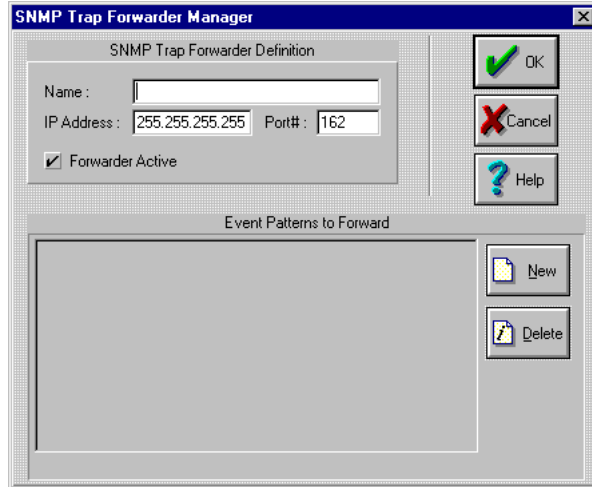 SNMP Trap Forwarder Manager
SNMP Trap Forwarder Definition
Name :
IP Address : 255.255.255.255 Port# : 162
Forwarder Active
OK
Cancel
Help
Event Patterns to Forward
New
Delete